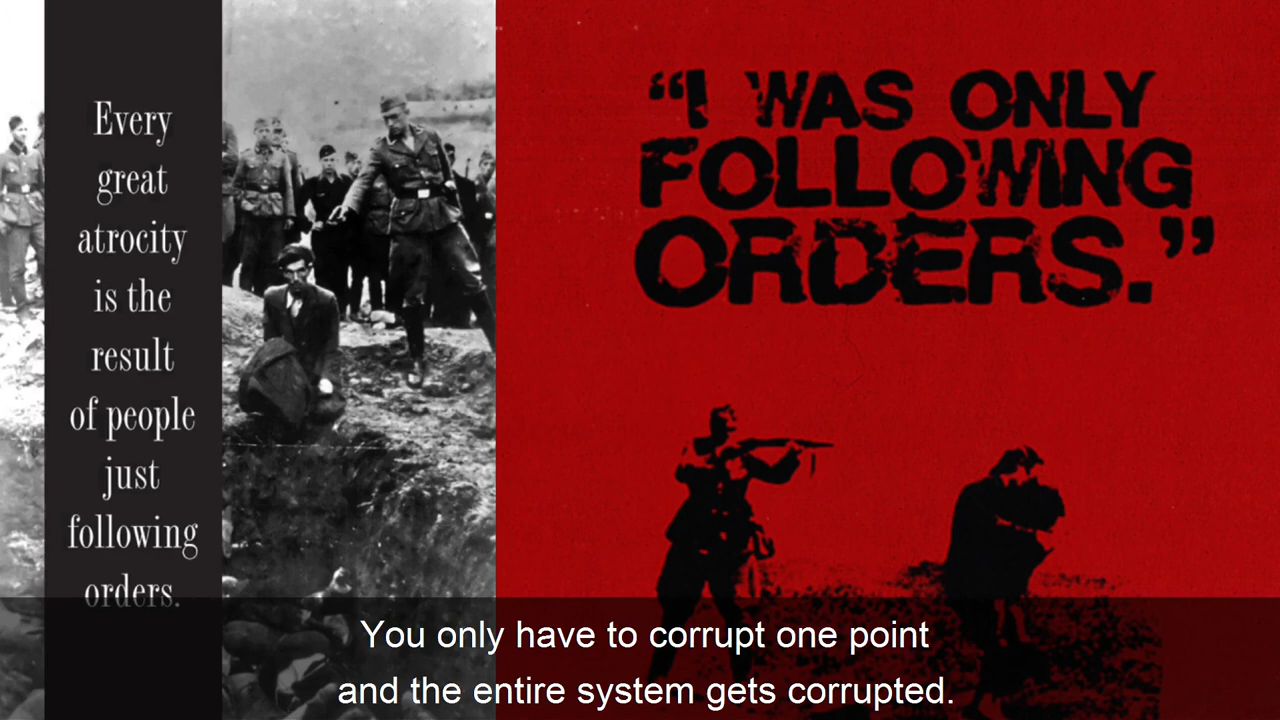 Every
great
atrocity
is the
result
of people
just
following
orders.
“I WAS ONLY
FOLLOWING
ORDERS.”
You only have to corrupt one point
and the entire system gets corrupted.